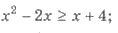 x² − 2x ≥ x + 4;